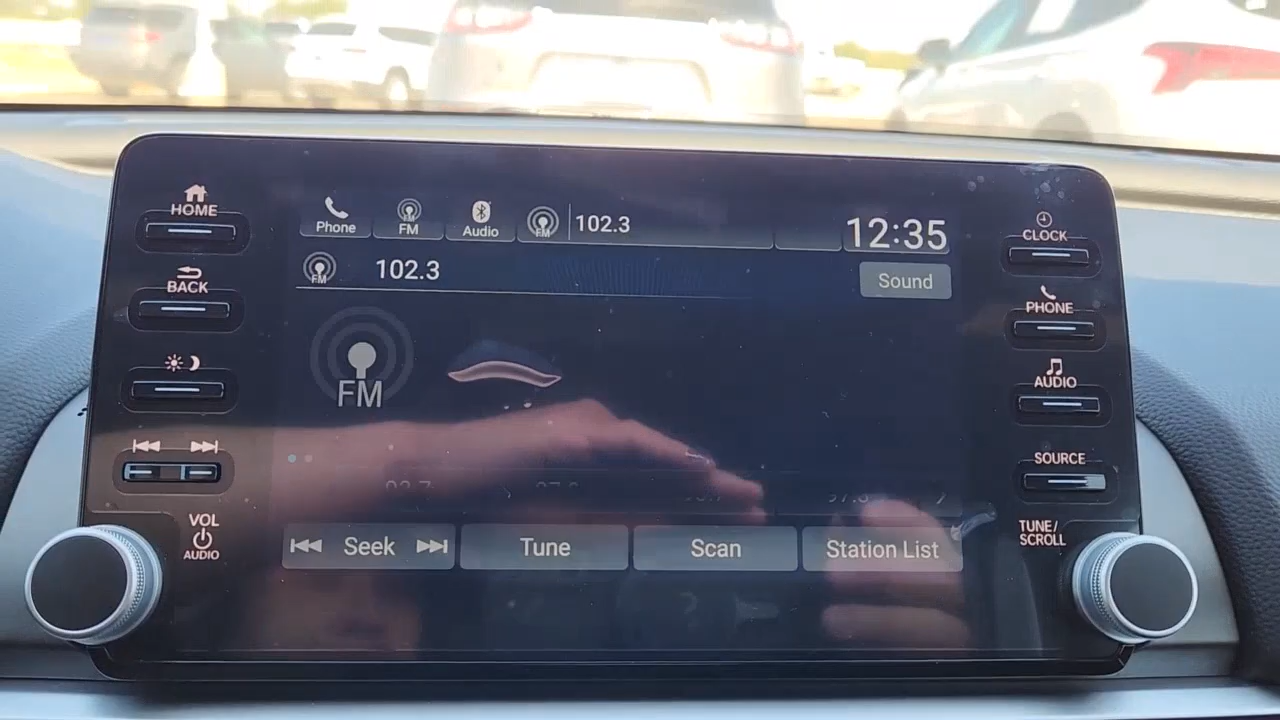 HOME
BACK
VOL
AUDIO
Phone
FM
Audio
FM
102.3
12:35
FM
102.3
Sound
FM
Seek
Tune
Scan
Station List
CLOCK
PHONE
AUDIO
SOURCE
TUNE/
SCROLL